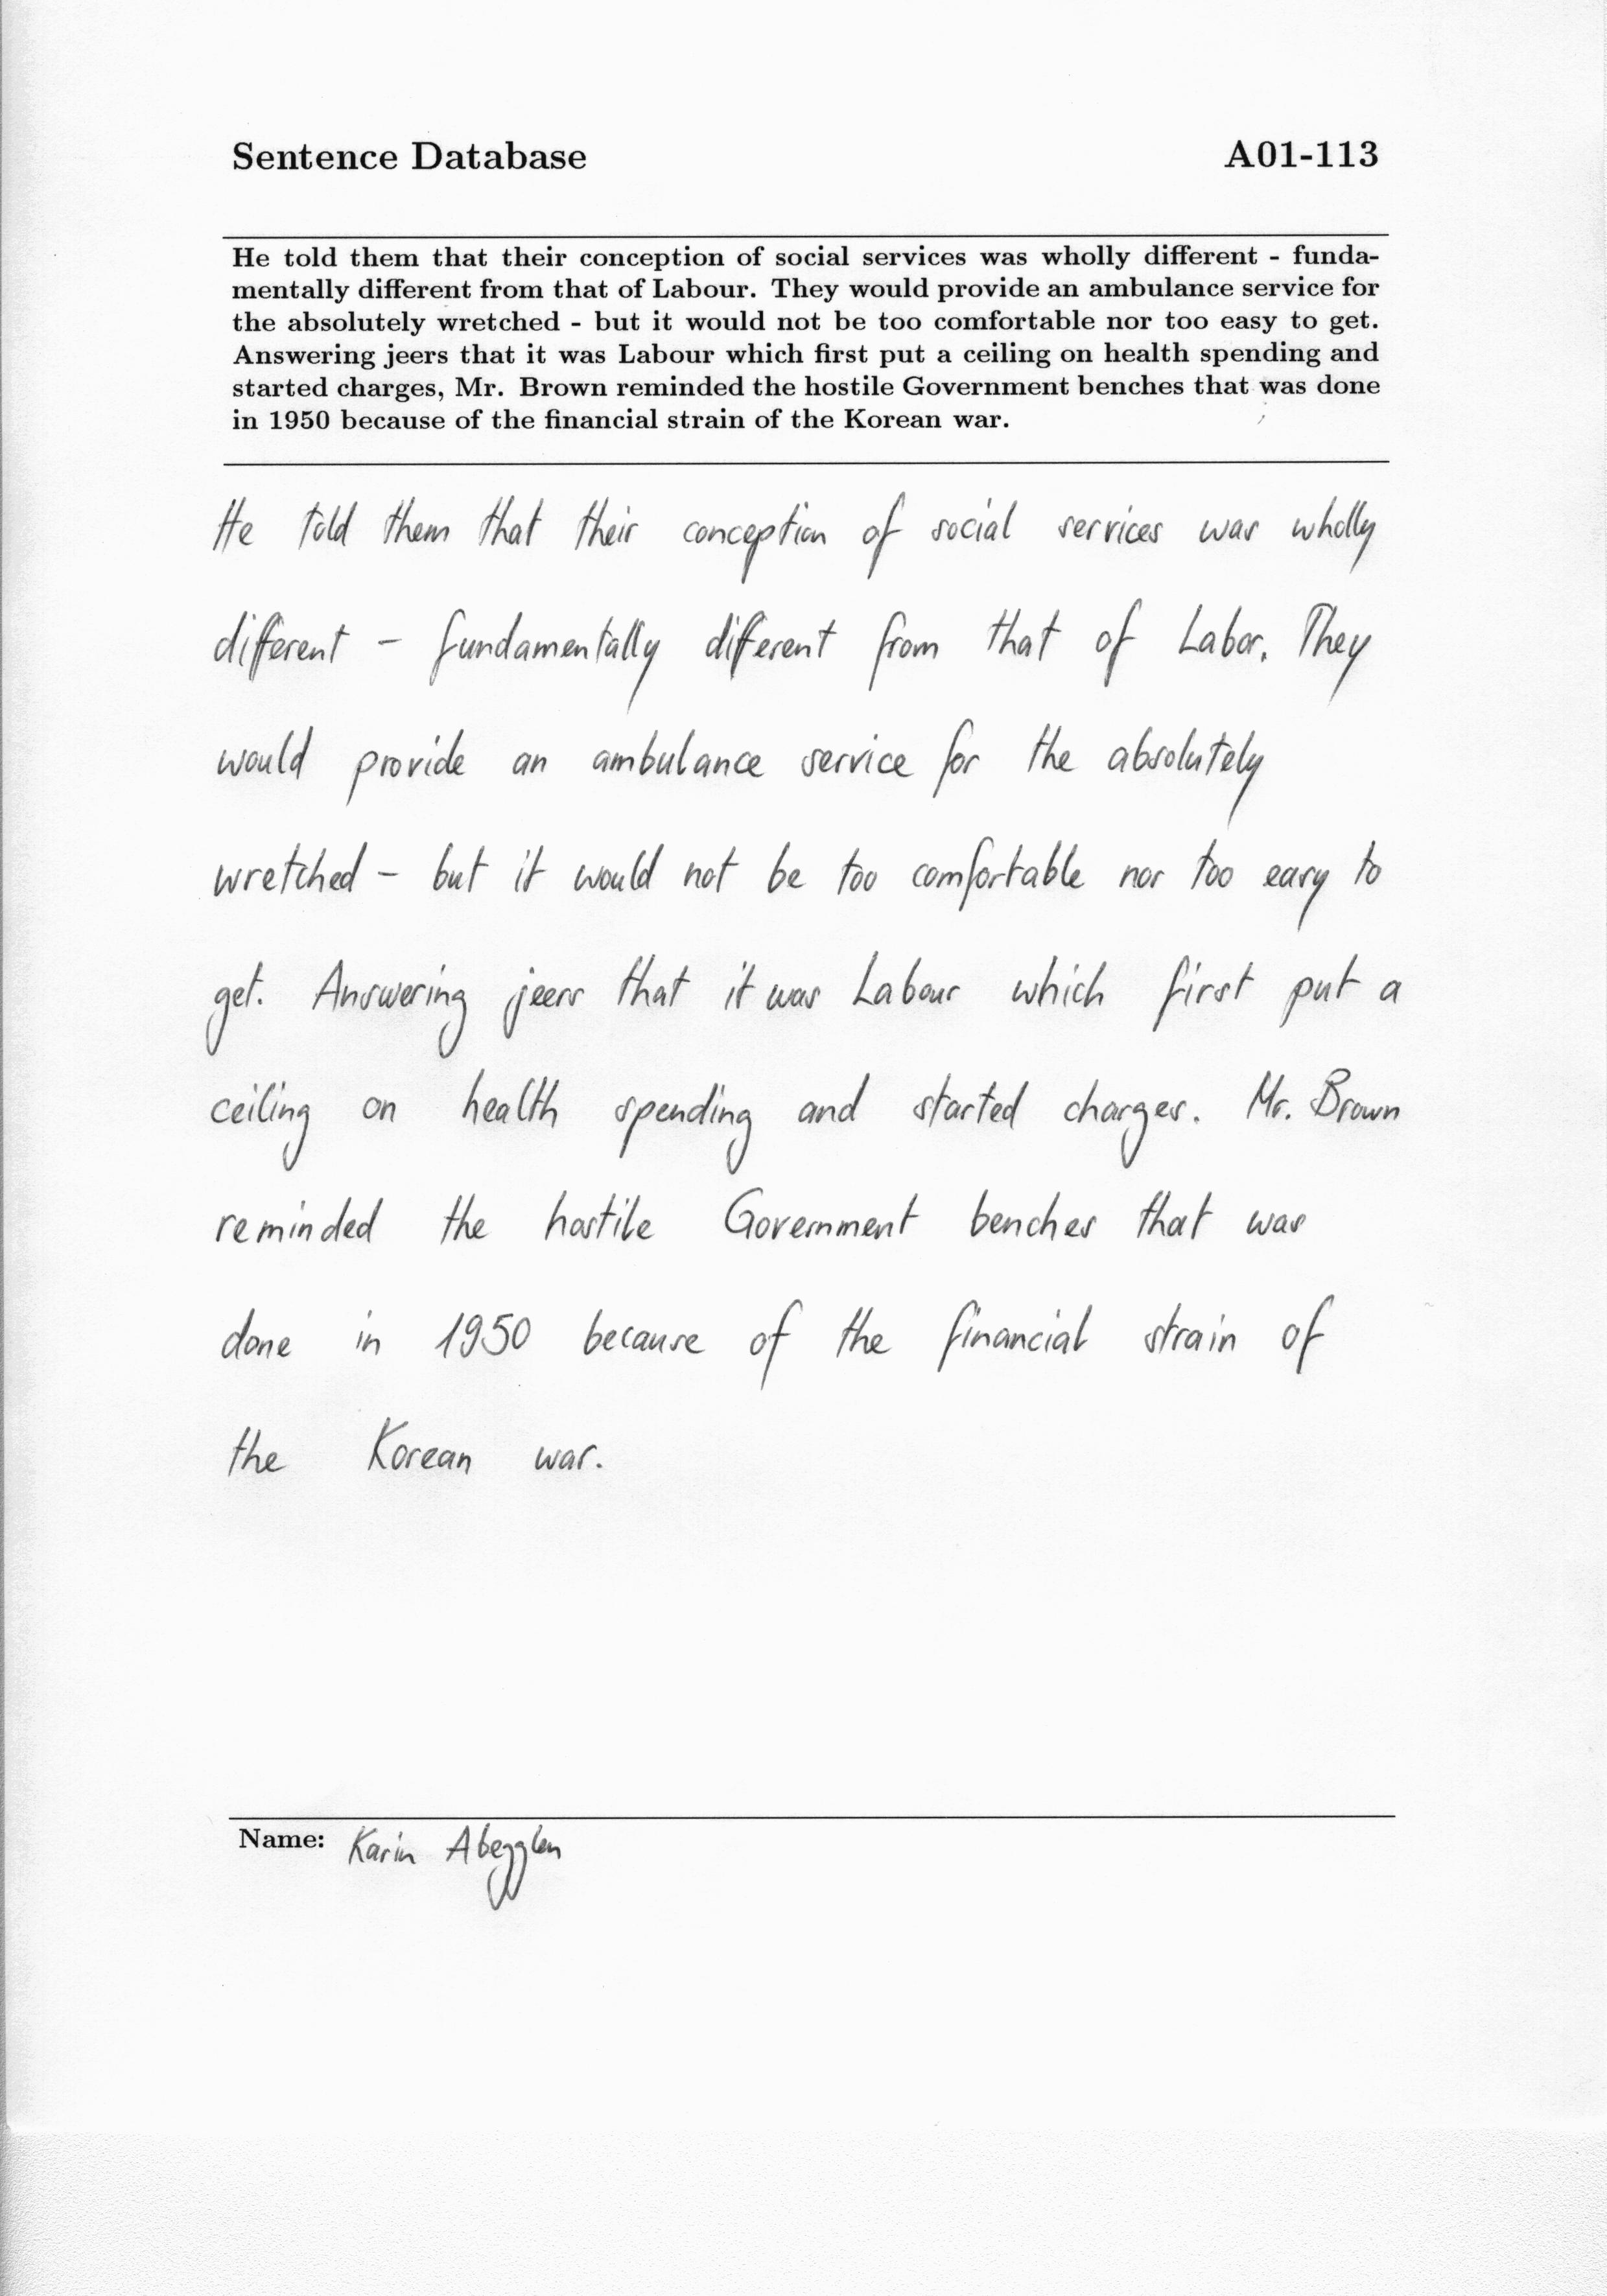 Sentence Database A01-113
He told them that their conception of social services was wholly different - funda-
mentally different from that of Labour. They would provide an ambulance service for
the absolutely wretched - but it would not be too comfortable nor too easy to get.
Answering jeers that it was Labour which first put a ceiling on health spending and
started charges, Mr. Brown reminded the hostile Government benches that was done
in 1950 because of the financial strain of the Korean war.
He told them that their conception of social services was wholly
different - fundamentally different from that of Labor. They
would provide an ambulance service for the absolutely
wretched - but it would not be too comfortable nor too easy to
get. Answering jeers that it was Labour which first put a
ceiling on health spending and started charges. Mr. Brown
reminded the hostile Government benches that was
done in 1950 because of the financial strain of
the Korean war.
Name: Karin Abegglen